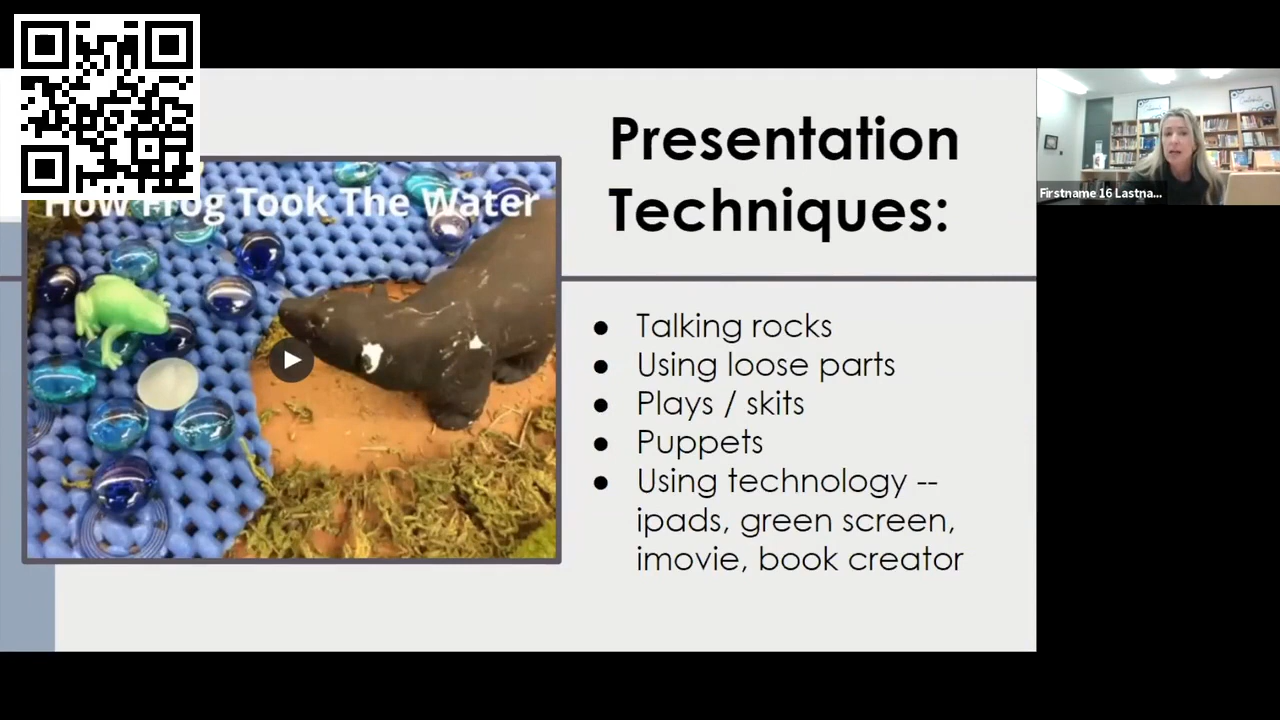 How Frog Took The Water
Presentation
Techniques:
● Talking rocks
● Using loose parts
● Plays / skits
● Puppets
● Using technology --
ipads, green screen,
imovie, book creator
Firstname 16 Lastna...